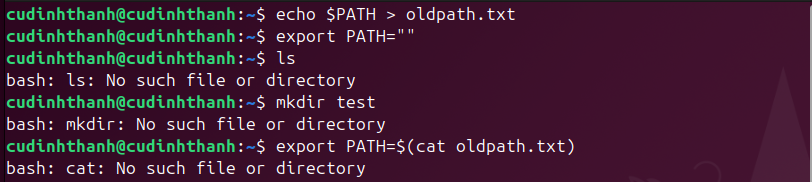 cudinhthanh@cudinhthanh:~$ echo $PATH > oldpath.txt
cudinhthanh@cudinhthanh:~$ export PATH=""
cudinhthanh@cudinhthanh:~$ ls
bash: ls: No such file or directory
cudinhthanh@cudinhthanh:~$ mkdir test
bash: mkdir: No such file or directory
cudinhthanh@cudinhthanh:~$ export PATH=$(cat oldpath.txt)
bash: cat: No such file or directory